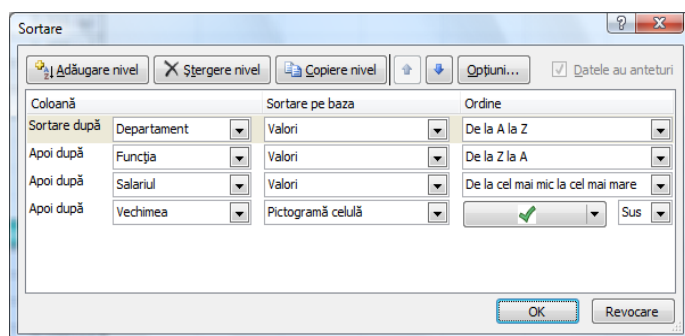 Sortare
Adăugare nivel Ștergere nivel Copiere nivel Opțiuni... Datele au anteturi
Coloană Sortare pe baza Ordine
Sortare după Departament Valori De la A la Z
Apoi după Funcția Valori De la Z la A
Apoi după Salariul Valori De la cel mai mic la cel mai mare
Apoi după Vechimea Pictogramă celulă Sus
OK Revocare